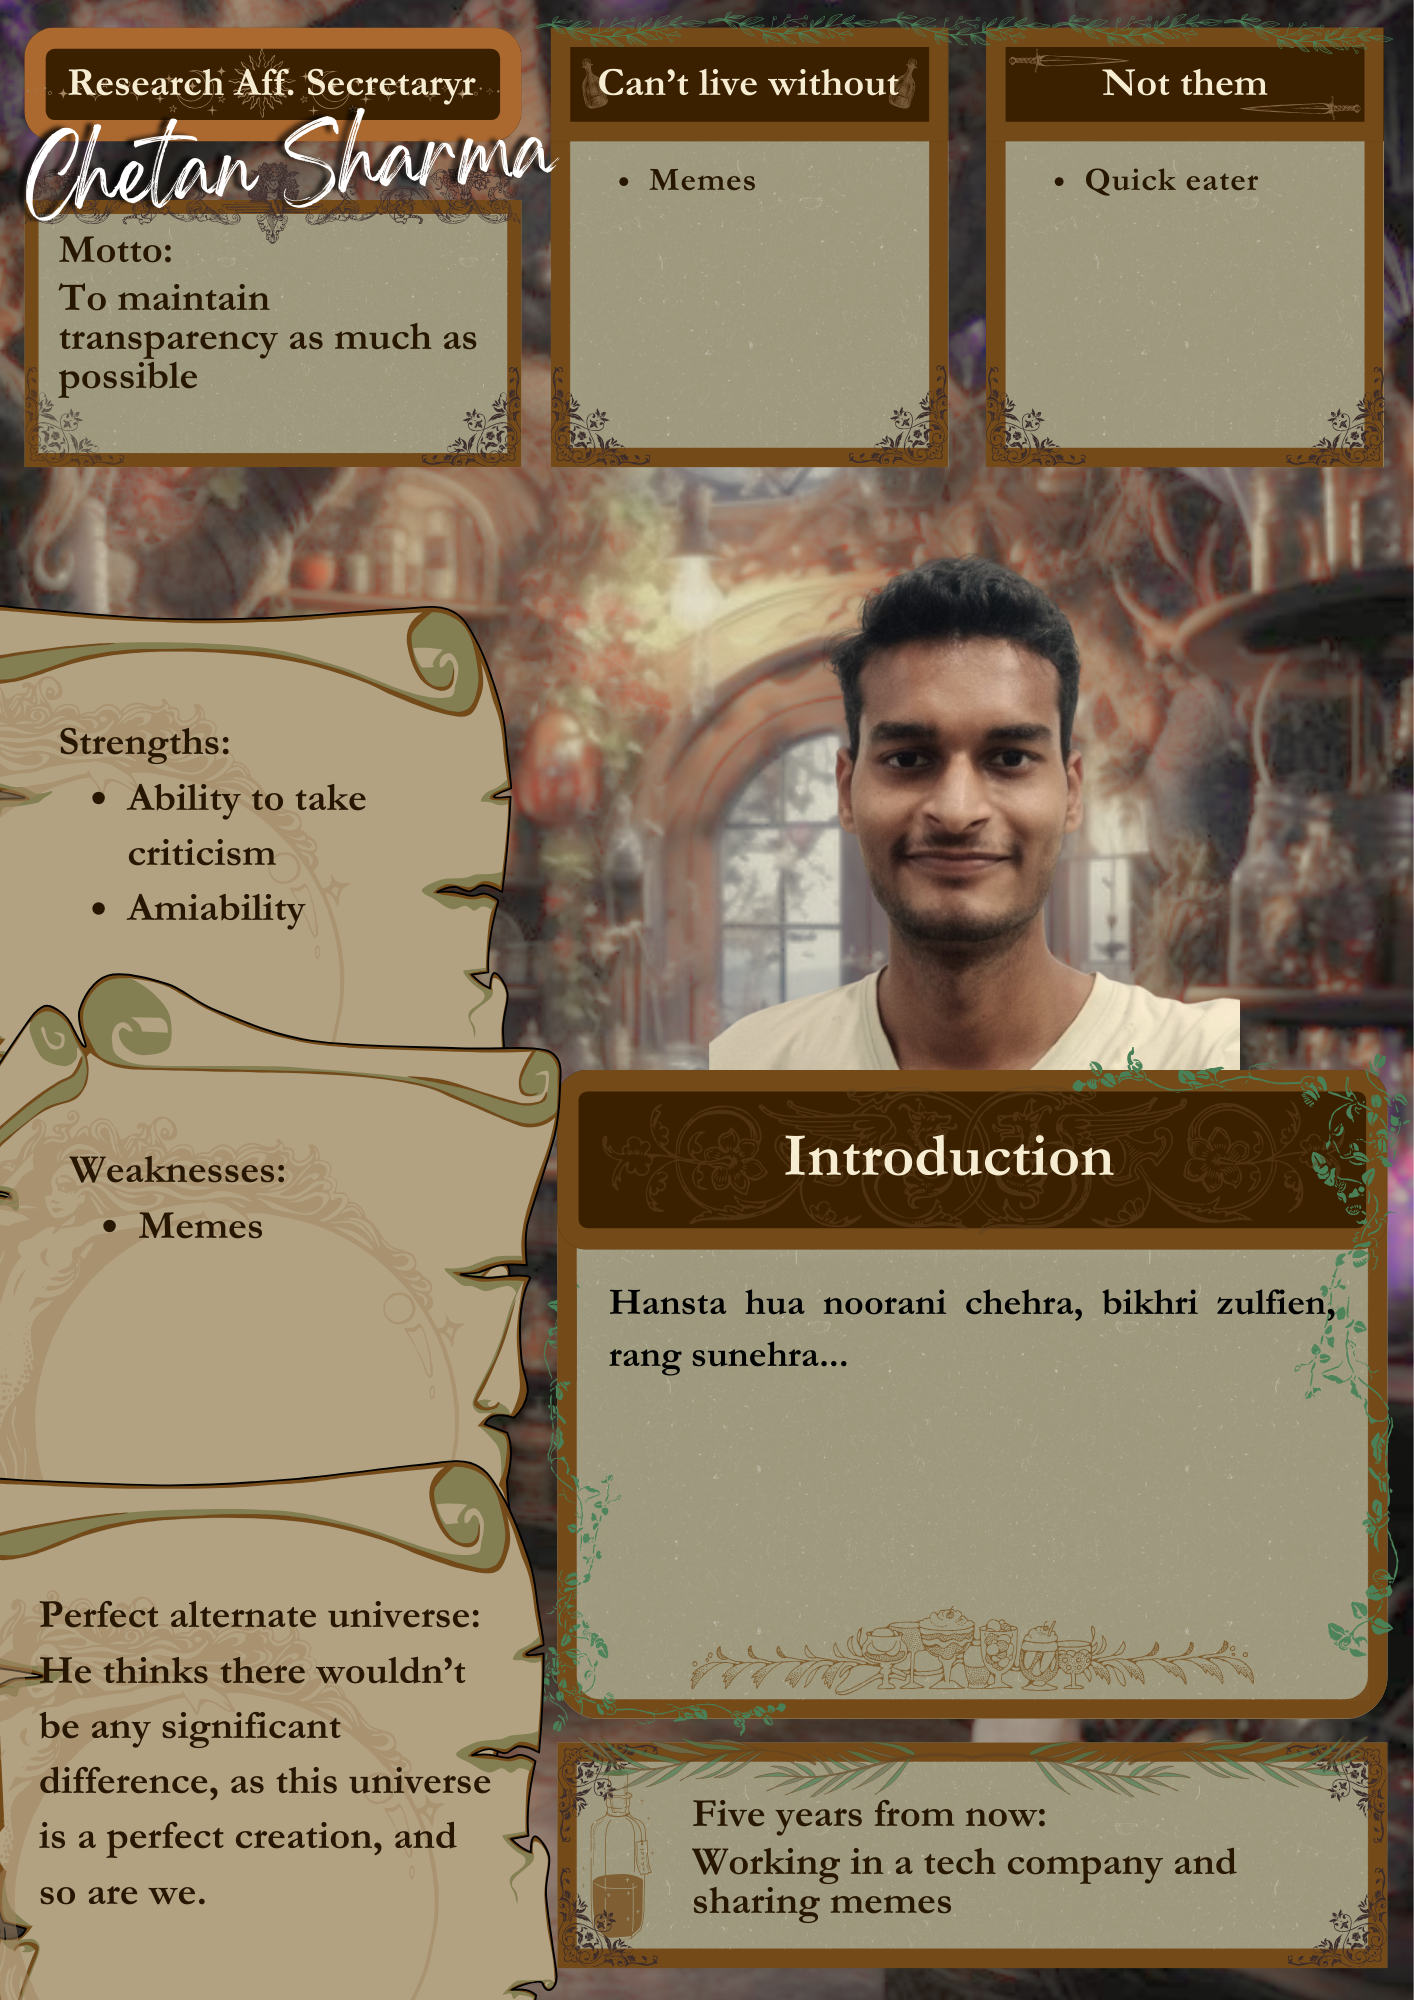 Research Aff. Secretaryr
Chetan Sharma
Motto:
To maintain
transparency as much as
possible
Can't live without
• Memes
Not them
• Quick eater
Strengths:
• Ability to take
criticism
• Amiability
Weaknesses:
• Memes
Perfect alternate universe:
He thinks there wouldn't
be any significant
difference, as this universe
is a perfect creation, and
so are we.
Introduction
Hansta hua noorani chehra, bikhri zulfien,
rang sunehra...
Five years from now:
Working in a tech company and
sharing memes